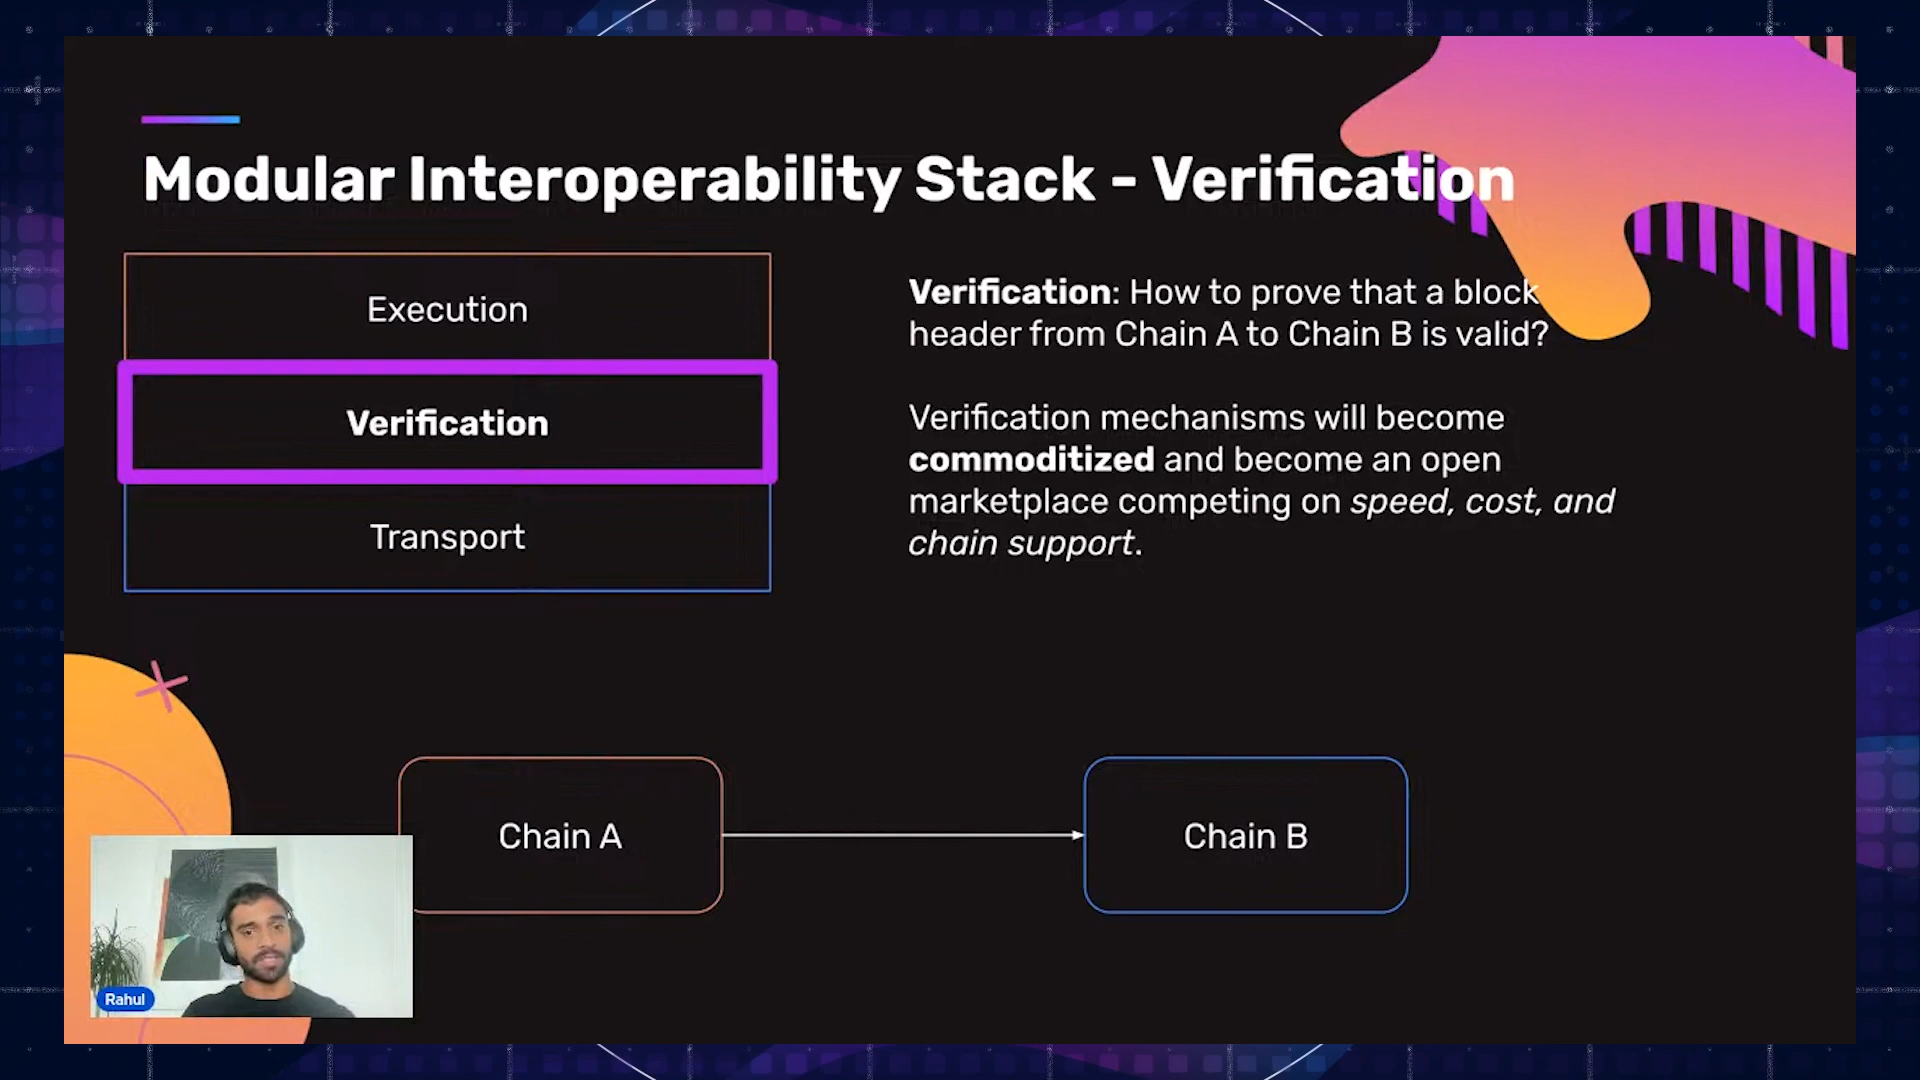 Modular Interoperability Stack - Verification
Execution
Verification
Transport
Verification: How to prove that a block
header from Chain A to Chain B is valid?
Verification mechanisms will become
commoditized and become an open
marketplace competing on speed, cost, and
chain support.
Chain A
Chain B
Rahul